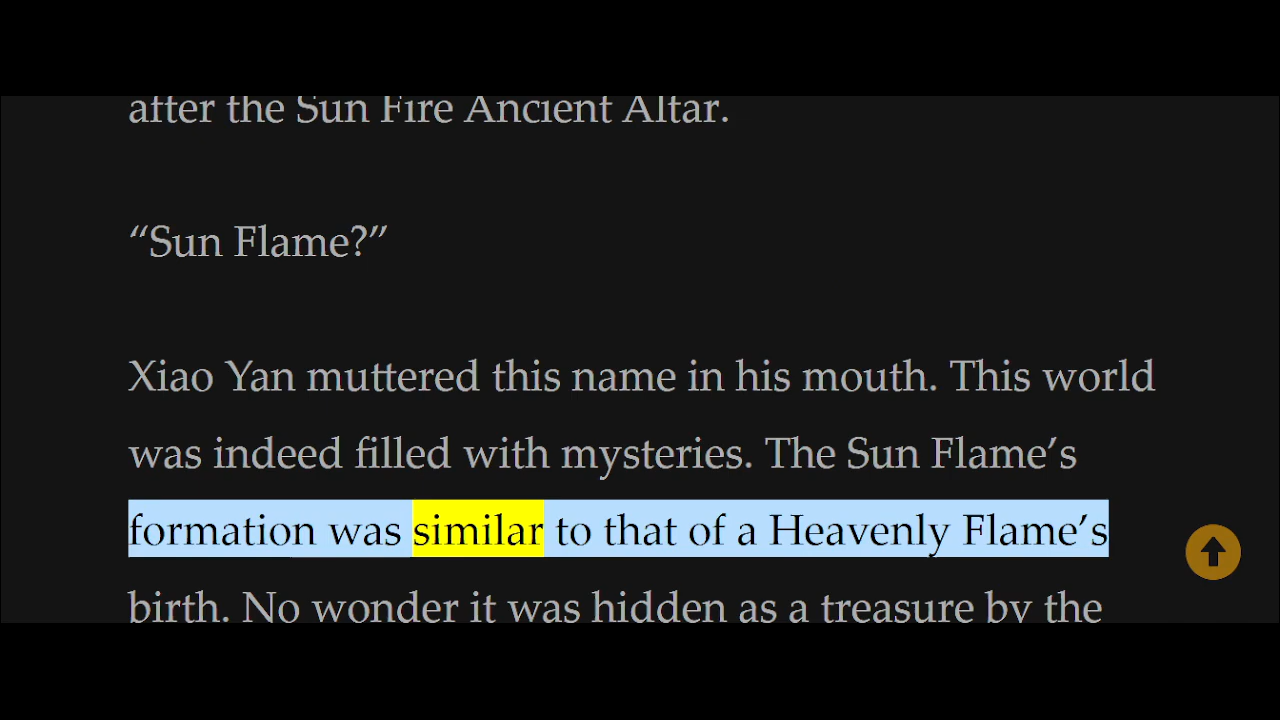 after the Sun Fire Ancient Altar.
“Sun Flame?”
Xiao Yan muttered this name in his mouth. This world
was indeed filled with mysteries. The Sun Flame’s
formation was similar to that of a Heavenly Flame’s
birth. No wonder it was hidden as a treasure by the